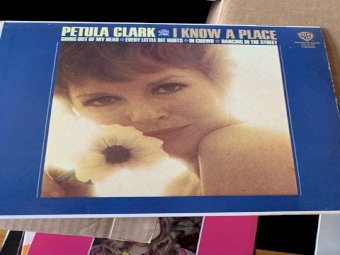 PETULA CLARK I KNOW A PLACE
GOING OUT OF MY HEAD EVERY LITTLE BIT HURTS IN CROWD DANCING IN THE STREET
WB